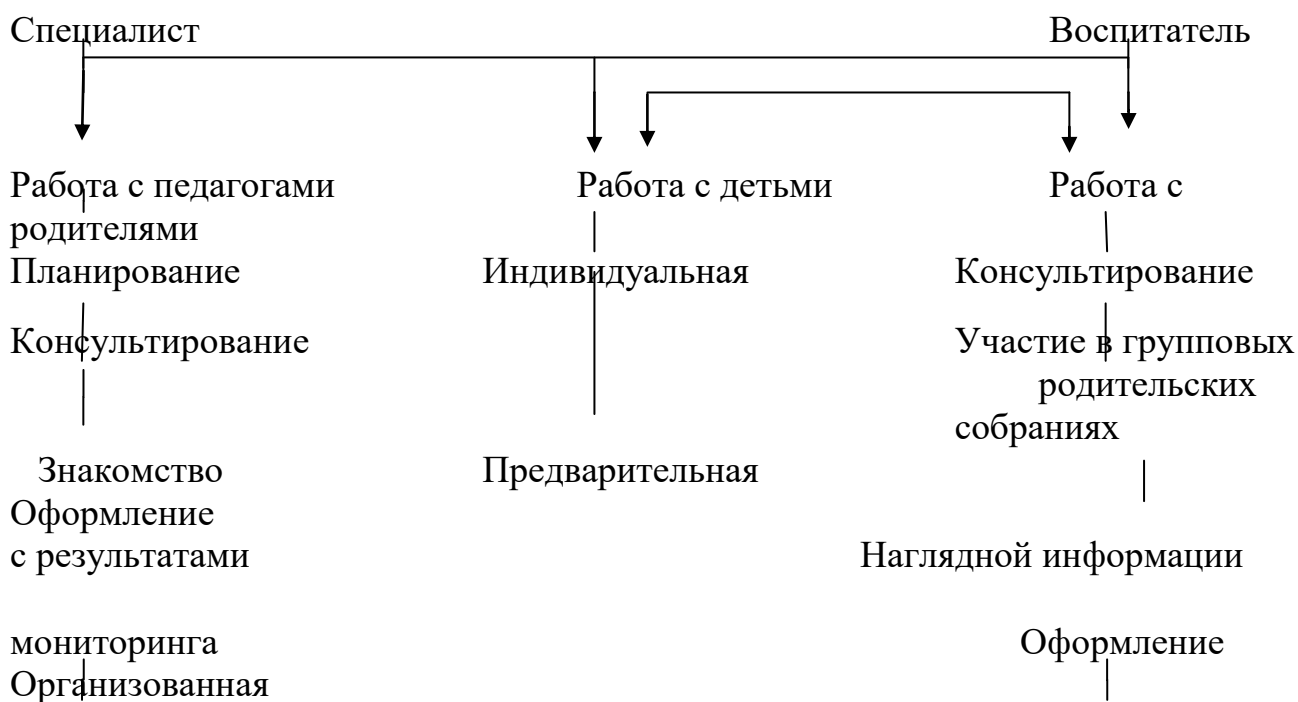 Специалист Воспитатель
Работа с педагогами Работа с детьми Работа с
родителями
Планирование Индивидуальная Консультирование
Консультирование Участие в групповых
родительских
собраниях
Знакомство Предварительная
Оформление
с результатами Наглядной информации
мониторинга Оформление
Организованная